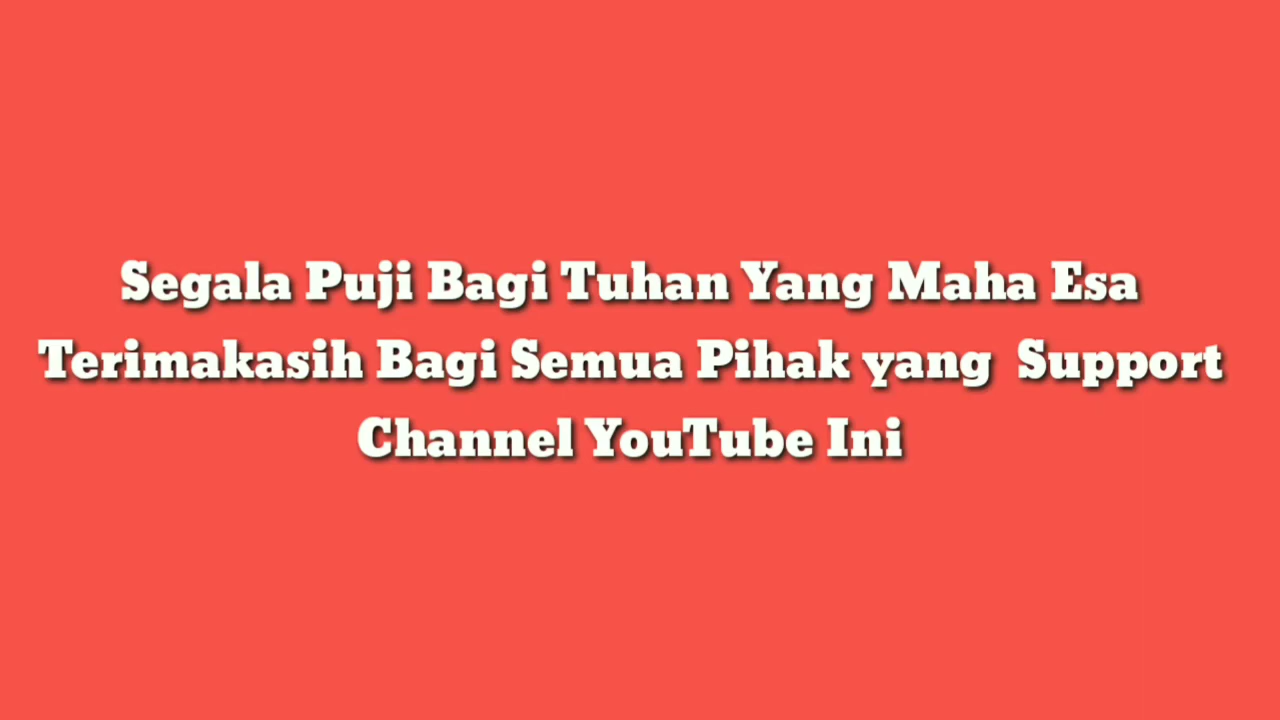 Segala Puji Bagi Tuhan Yang Maha Esa
Terimakasih Bagi Semua Pihak yang  Support
Channel YouTube Ini